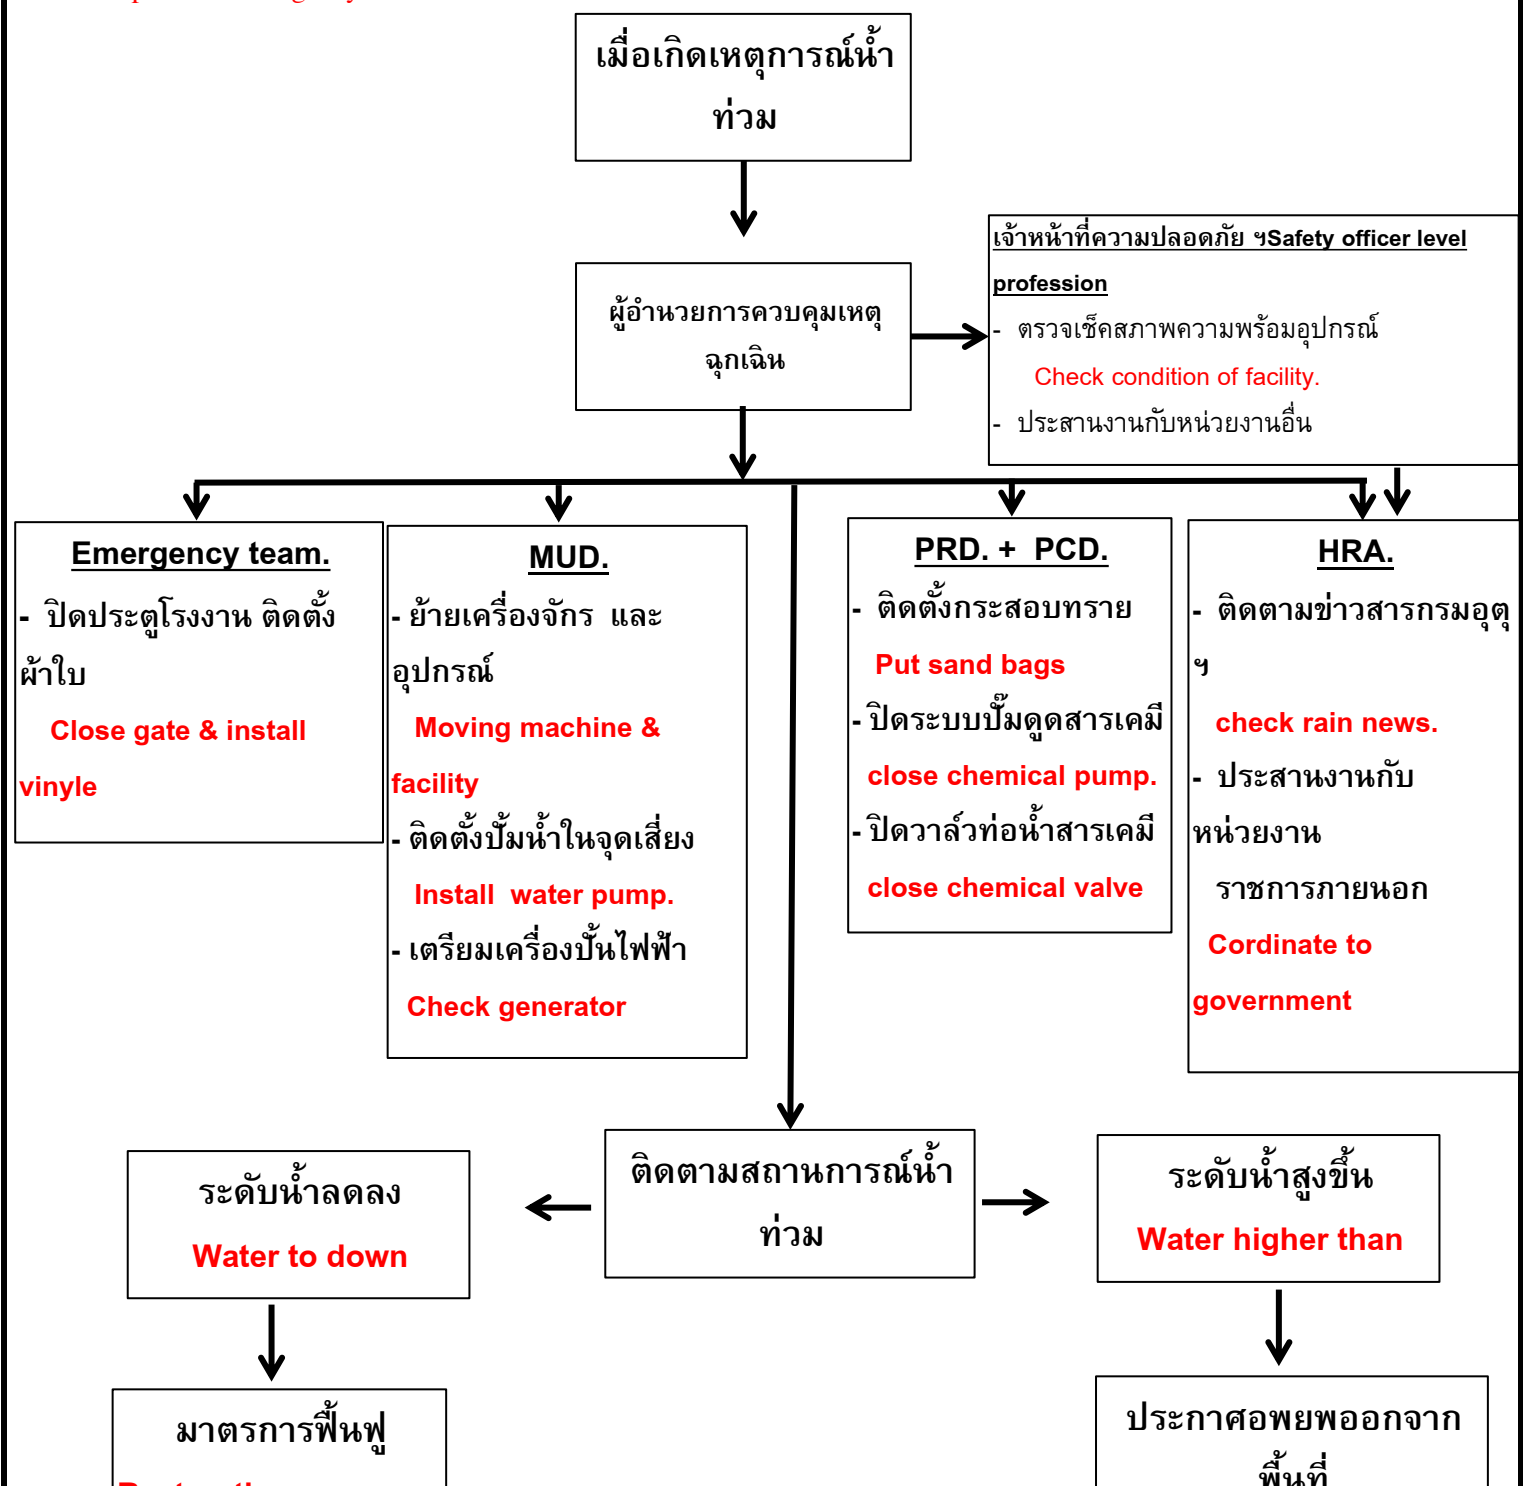 เมื่อเกิดเหตุการณ์น้ำ
ท่วม
เจ้าหน้าที่ความปลอดภัย ฯSafety officer level
profession
- ตรวจเช็คสภาพความพร้อมอุปกรณ์
Check condition of facility.
- ประสานงานกับหน่วยงานอื่น
ผู้อำนวยการควบคุมเหตุ
ฉุกเฉิน
Emergency team.
- ปิดประตูโรงงาน ติดตั้ง
ผ้าใบ
Close gate & install
vinyle
MUD.
- ย้ายเครื่องจักร และ
อุปกรณ์
Moving machine &
facility
- ติดตั้งปั้มน้ำในจุดเสี่ยง
Install water pump.
- เตรียมเครื่องปั้นไฟฟ้า
Check generator
PRD. + PCD.
- ติดตั้งกระสอบทราย
Put sand bags
- ปิดระบบปั๊มดูดสารเคมี
close chemical pump.
- ปิดวาล์วท่อน้ำสารเคมี
close chemical valve
HRA.
- ติดตามข่าวสารกรมอุตุ
ฯ
check rain news.
- ประสานงานกับ
หน่วยงาน
ราชการภายนอก
Cordinate to
government
ระดับน้ำลดลง
Water to down
ติดตามสถานการณ์น้ำ
ท่วม
ระดับน้ำสูงขึ้น
Water higher than
มาตรการฟื้นฟู
ประกาศอพยพออกจาก
พื้นที่